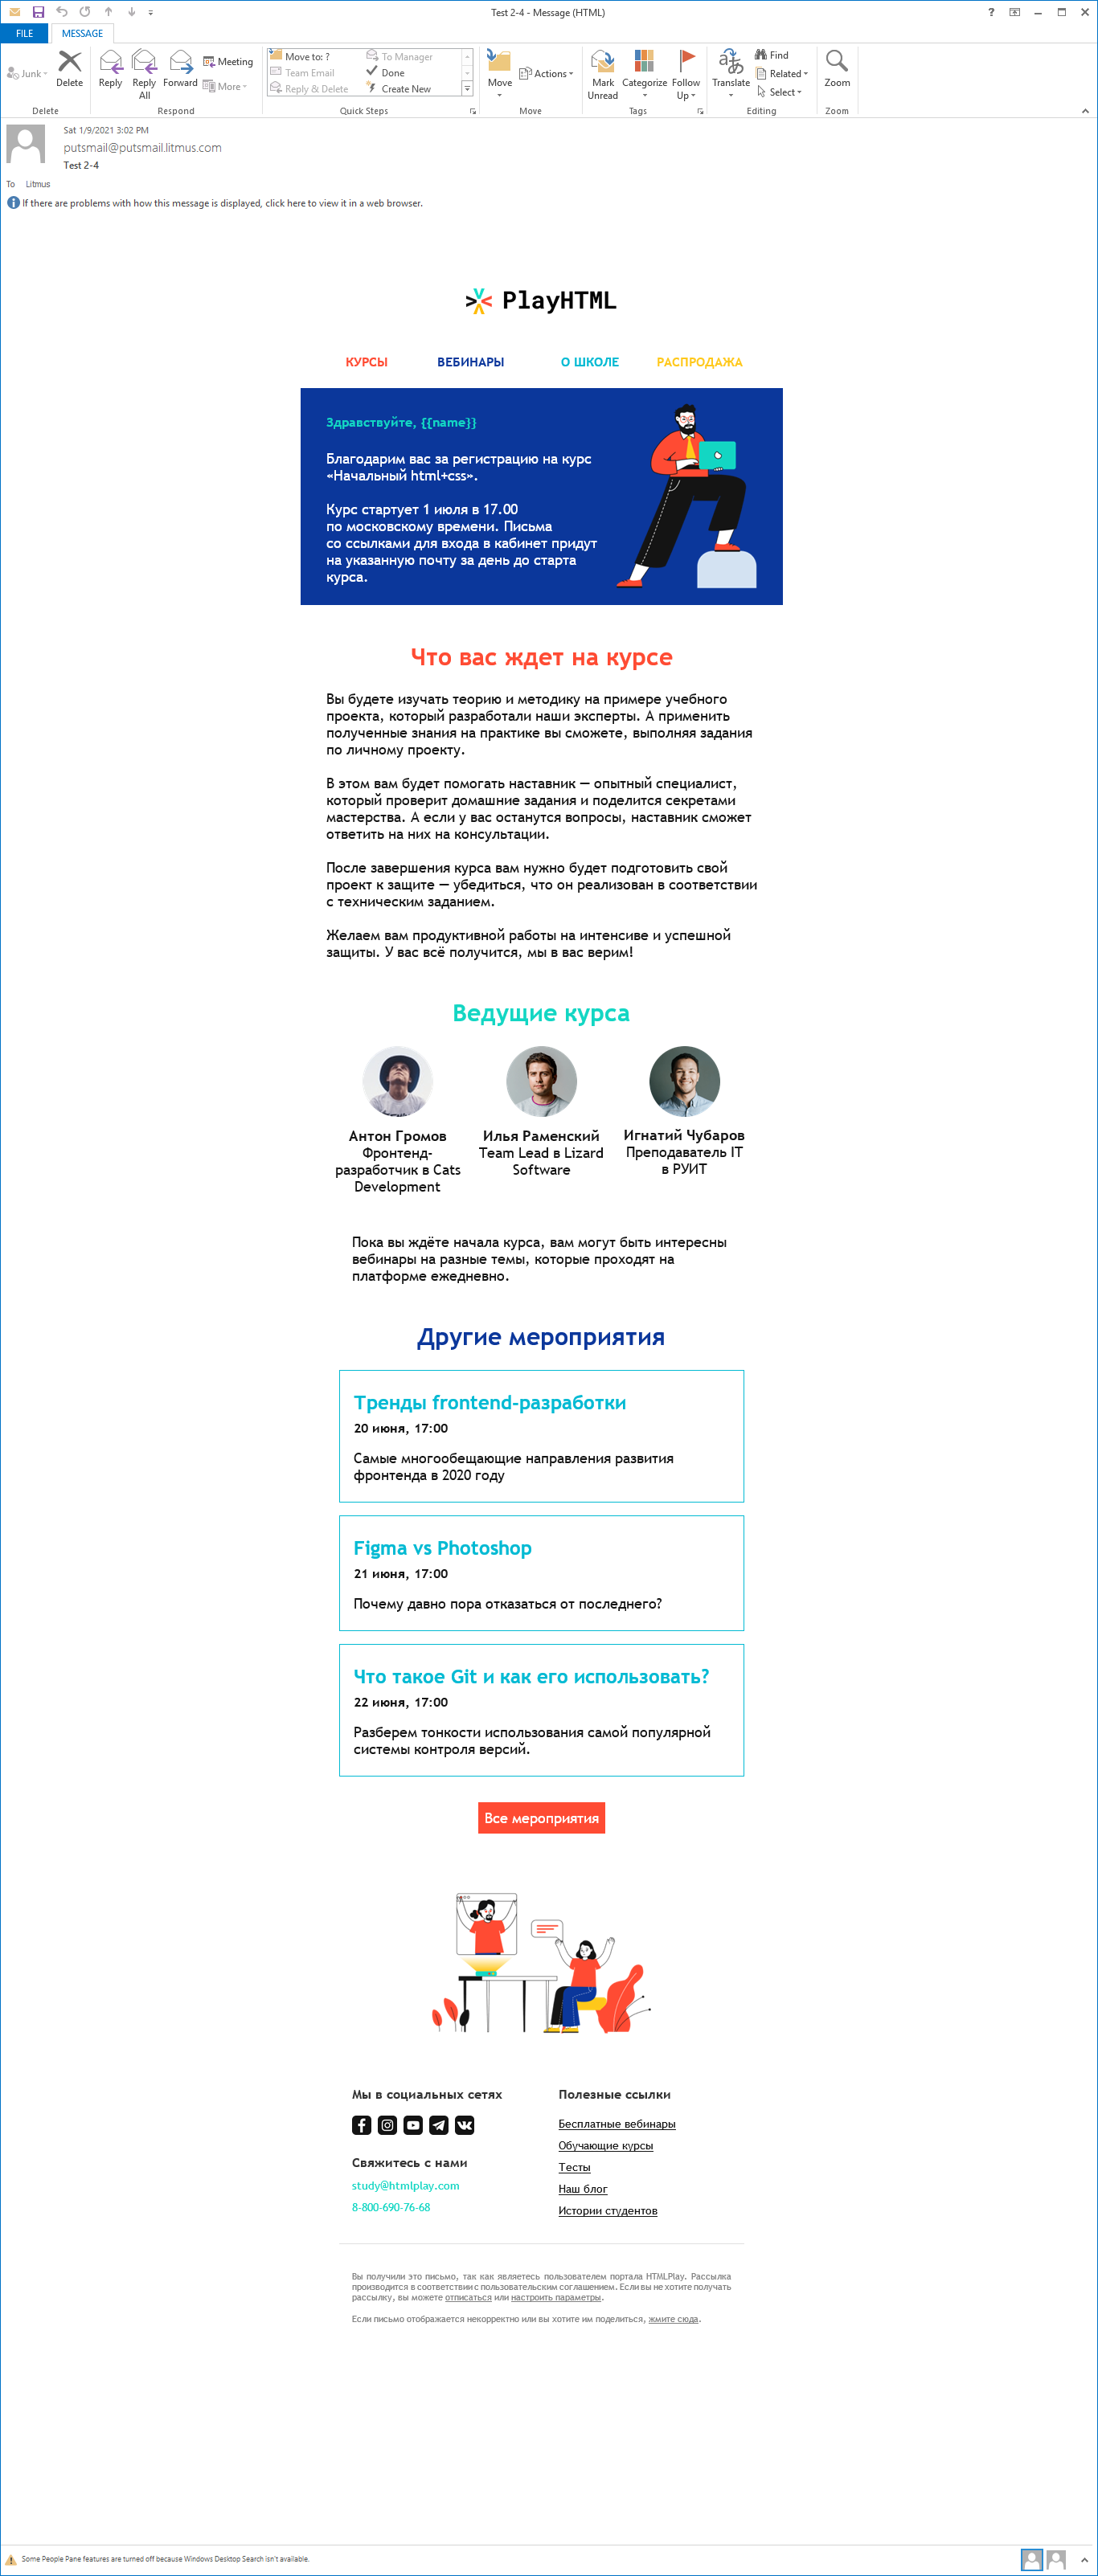 Test 2-4 - Message (HTML)
FILE
MESSAGE
Junk
Delete
Reply
Reply All
Forward
Meeting
More
Move to: ?
Team Email
Reply & Delete
To Manager
Done
Create New
Move
Actions
Mark Unread
Categorize
Follow Up
Translate
Find
Related
Select
Zoom
Delete
Respond
Quick Steps
Move
Tags
Editing
Zoom
Sat 1/9/2021 3:02 PM
putsmail@putsmail.litmus.com
Test 2-4
To Litmus
If there are problems with how this message is displayed, click here to view it in a web browser.
PlayHTML
КУРСЫ ВЕБИНАРЫ О ШКОЛЕ РАСПРОДАЖА
Здравствуйте, {{name}}
Благодарим вас за регистрацию на курс
«Начальный html+css».
Курс стартует 1 июля в 17.00
по московскому времени. Письма
со ссылками для входа в кабинет придут
на указанную почту за день до старта
курса.
Что вас ждет на курсе
Вы будете изучать теорию и методику на примере учебного
проекта, который разработали наши эксперты. А применить
полученные знания на практике вы сможете, выполняя задания
по личному проекту.
В этом вам будет помогать наставник — опытный специалист,
который проверит домашние задания и поделится секретами
мастерства. А если у вас останутся вопросы, наставник сможет
ответить на них на консультации.
После завершения курса вам нужно будет подготовить свой
проект к защите — убедиться, что он реализован в соответствии
с техническим заданием.
Желаем вам продуктивной работы на интенсиве и успешной
защиты. У вас всё получится, мы в вас верим!
Ведущие курса
Антон Громов
Фронтенд-
разработчик в Cats
Development
Илья Раменский
Team Lead в Lizard
Software
Игнатий Чубаров
Преподаватель IT
в РУИТ
Пока вы ждёте начала курса, вам могут быть интересны
вебинары на разные темы, которые проходят на
платформе ежедневно.
Другие мероприятия
Тренды frontend-разработки
20 июня, 17:00
Самые многообещающие направления развития
фронтенда в 2020 году
Figma vs Photoshop
21 июня, 17:00
Почему давно пора отказаться от последнего?
Что такое Git и как его использовать?
22 июня, 17:00
Разберем тонкости использования самой популярной
системы контроля версий.
Все мероприятия
Мы в социальных сетях
Свяжитесь с нами
study@htmlplay.com
8-800-690-76-68
Полезные ссылки
Бесплатные вебинары
Обучающие курсы
Тесты
Наш блог
Истории студентов
Вы получили это письмо, так как являетесь пользователем портала HTMLPlay. Рассылка
производится в соответствии с пользовательским соглашением. Если вы не хотите получать
рассылку, вы можете отписаться или настроить параметры.
Если письмо отображается некорректно или вы хотите им поделиться, жмите сюда.
Some People Pane features are turned off because Windows Desktop Search isn't available.